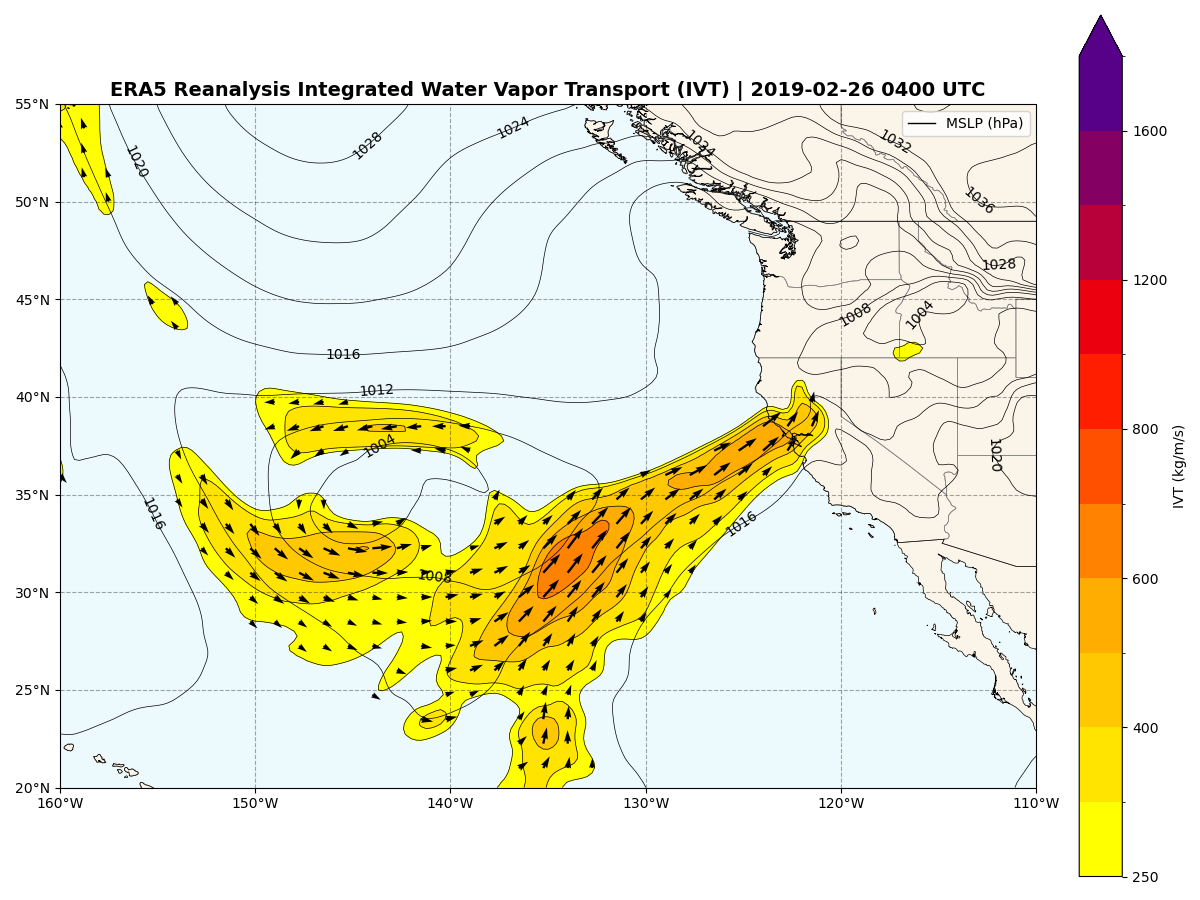 ERA5 Reanalysis Integrated Water Vapor Transport (IVT) | 2019-02-26 0400 UTC
MSLP (hPa)
55°N
50°N
45°N
40°N
35°N
30°N
25°N
20°N
160°W
150°W
140°W
130°W
120°W
110°W
1020
1028
1024
1024
1032
1036
1028
1008
1004
1016
1012
1004
1020
1016
1016
1008
1600
1200
800
600
400
250
IVT (kg/m/s)